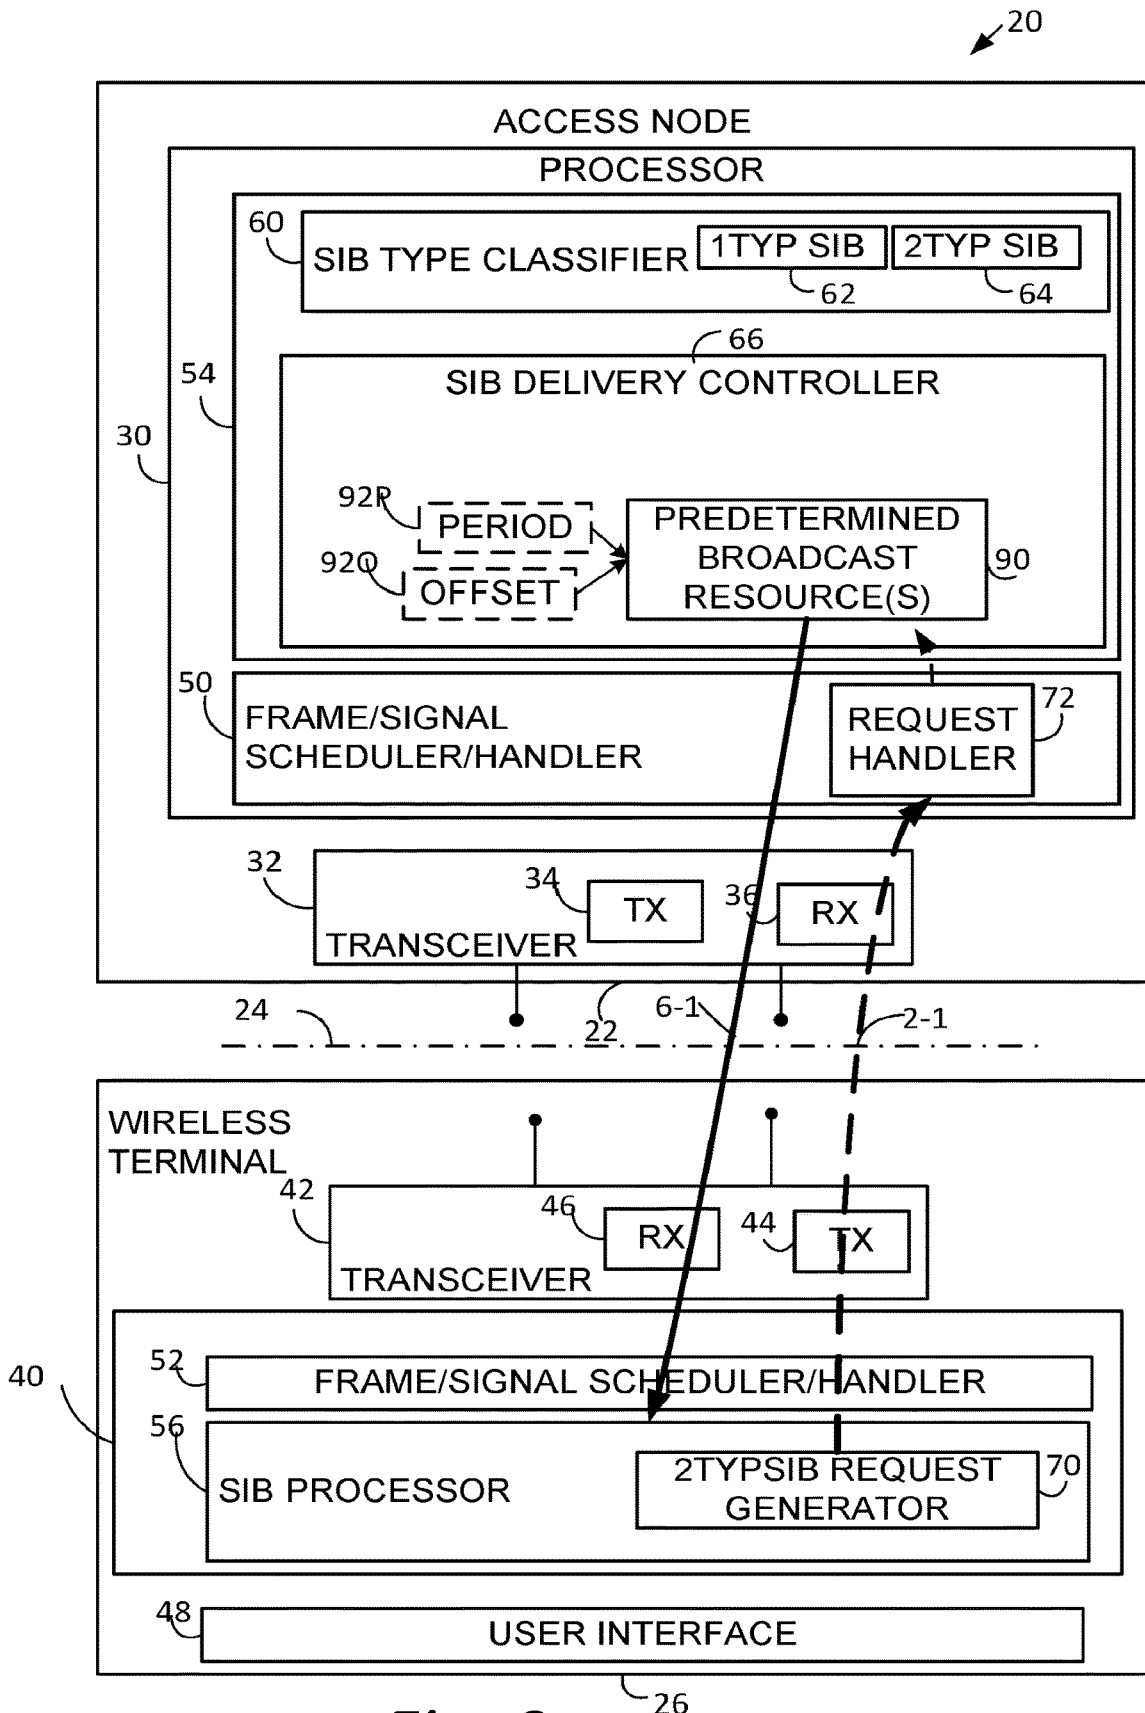 20
ACCESS NODE
PROCESSOR
60
SIB TYPE CLASSIFIER
1TYP SIB
2TYP SIB
62
64
66
54
SIB DELIVERY CONTROLLER
30
92P
PERIOD
PREDETERMINED
BROADCAST
RESOURCE(S)
90
92O
OFFSET
50
FRAME/SIGNAL
SCHEDULER/HANDLER
REQUEST
HANDLER
72
32
34
TX
36
RX
TRANSCEIVER
24
22
6-1
2-1
WIRELESS
TERMINAL
42
46
RX
44
TX
TRANSCEIVER
40
52
FRAME/SIGNAL SCHEDULER/HANDLER
56
SIB PROCESSOR
2TYPSIB REQUEST
GENERATOR
70
48
USER INTERFACE
26